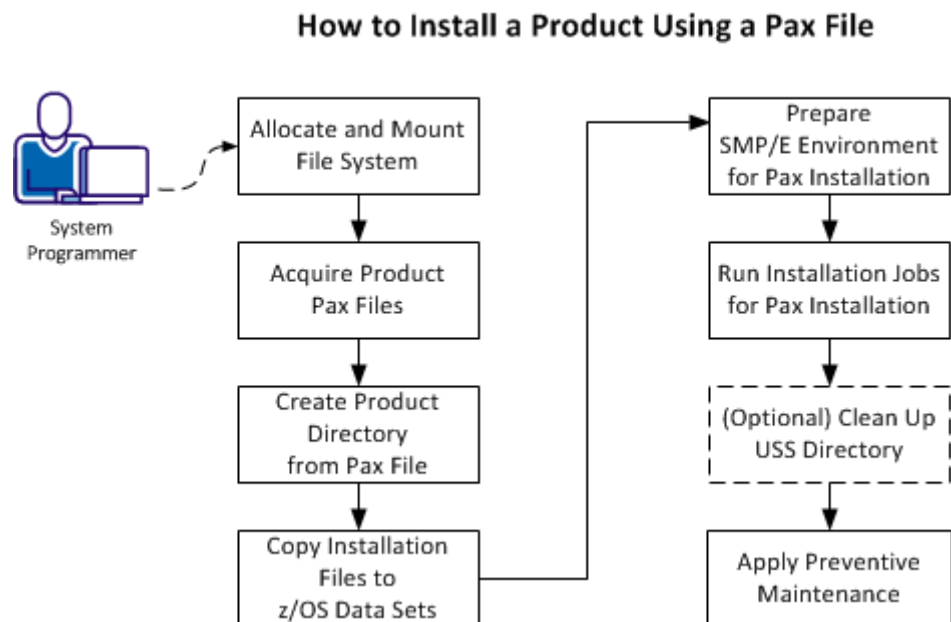 How to Install a Product Using a Pax File
System
Programmer
Allocate and Mount
File System
Acquire Product
Pax Files
Create Product
Directory
from Pax File
Copy Installation
Files to
z/OS Data Sets
Prepare
SMP/E Environment
for Pax Installation
Run Installation Jobs
for Pax Installation
(Optional) Clean Up
USS Directory
Apply Preventive
Maintenance